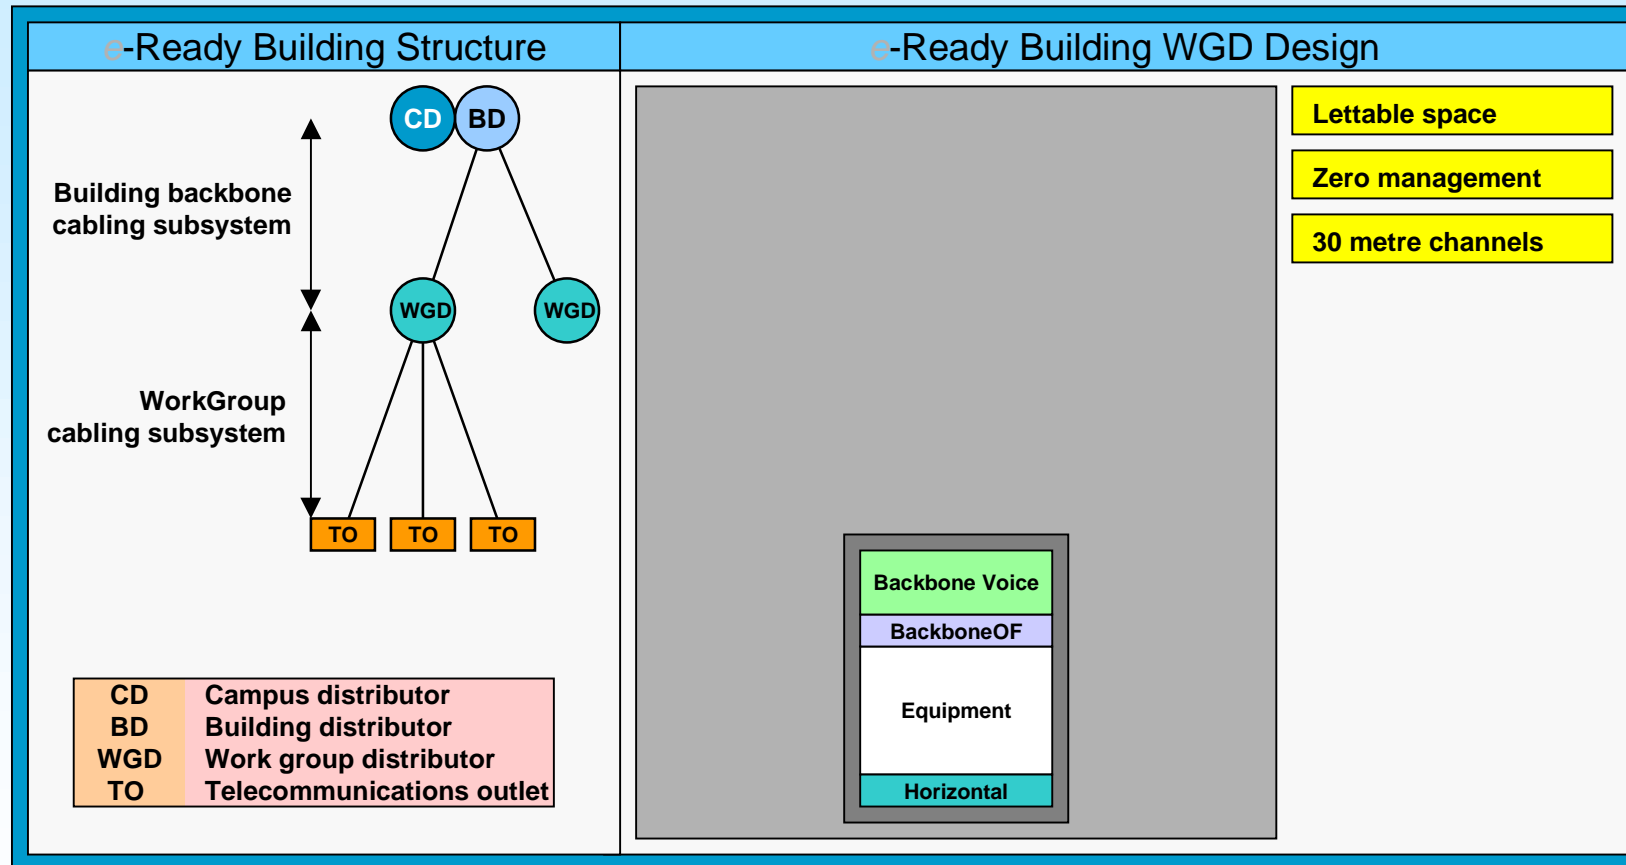 e-Ready Building Structure
e-Ready Building WGD Design
CD
BD
Building backbone
cabling subsystem
WGD
WGD
WorkGroup
cabling subsystem
TO
TO
TO
CD Campus distributor
BD Building distributor
WGD Work group distributor
TO Telecommunications outlet
Backbone Voice
BackboneOF
Equipment
Horizontal
Lettable space
Zero management
30 metre channels